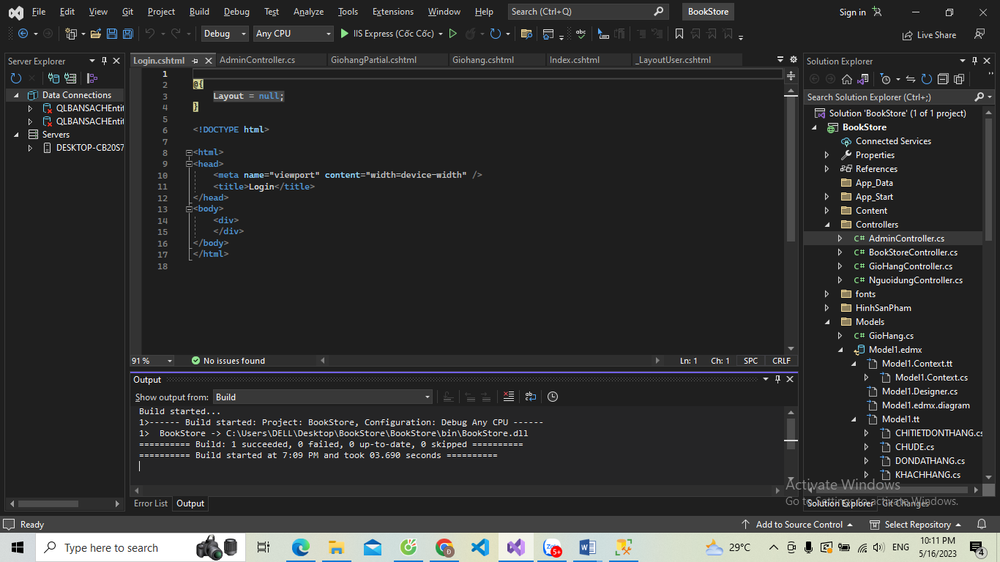 File Edit View Git Project Build Debug Test Analyze Tools Extensions Window Help Search (Ctrl+Q) BookStore Sign in
Debug Any CPU IIS Express (Cốc Cốc) Live Share
Server Explorer
Data Connections
QLBANSACHEntit
QLBANSACHEntit
Servers
DESKTOP-CB20S7
Login.cshtml AdminController.cs GiohangPartial.cshtml Giohang.cshtml Index.cshtml _LayoutUser.cshtml
1
2 @{
3 Layout = null;
4 }
5
6 <!DOCTYPE html>
7
8 <html>
9 <head>
10 <meta name="viewport" content="width=device-width" />
11 <title>Login</title>
12 </head>
13 <body>
14 <div>
15 </div>
16 </body>
17 </html>
18
91 % No issues found Ln: 1 Ch: 1 SPC CRLF
Output
Show output from: Build
Build started...
1>------ Build started: Project: BookStore, Configuration: Debug Any CPU ------
1> BookStore -> C:\Users\DELL\Desktop\BookStore\BookStore\bin\BookStore.dll
========== Build: 1 succeeded, 0 failed, 0 up-to-date, 0 skipped ==========
========== Build started at 7:09 PM and took 03.690 seconds ==========
Error List Output
Solution Explorer
Search Solution Explorer (Ctrl+;)
Solution 'BookStore' (1 of 1 project)
BookStore
Connected Services
Properties
References
App_Data
App_Start
Content
Controllers
C# AdminController.cs
C# BookStoreController.cs
C# GioHangController.cs
C# NguoidungController.cs
fonts
HinhSanPham
Models
C# GioHang.cs
Model1.edmx
Model1.Context.tt
Model1.Context.cs
Model1.Designer.cs
Model1.edmx.diagram
Model1.tt
CHITIETDONTHANG.cs
CHUDE.cs
DONDATHANG.cs
KHACHHANG.cs
Activate Windows
Go to Settings to activate Windows.
Solution Explorer Git Changes
Ready Add to Source Control Select Repository
Type here to search 29°C ENG 10:11 PM
5/16/2023
5+
4